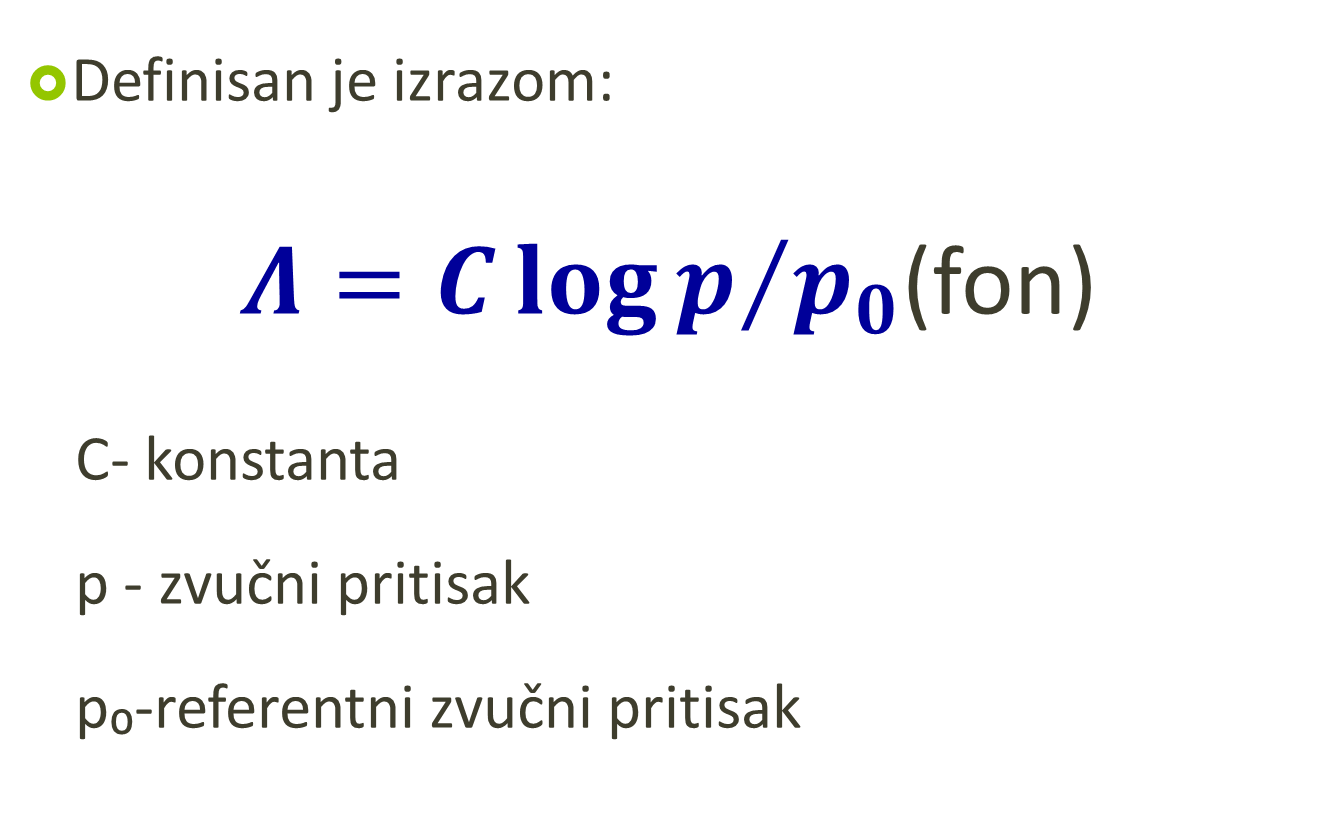 Definisan je izrazom:
Λ = C log p/p₀(fon)
C- konstanta
p - zvučni pritisak
p₀-referentni zvučni pritisak